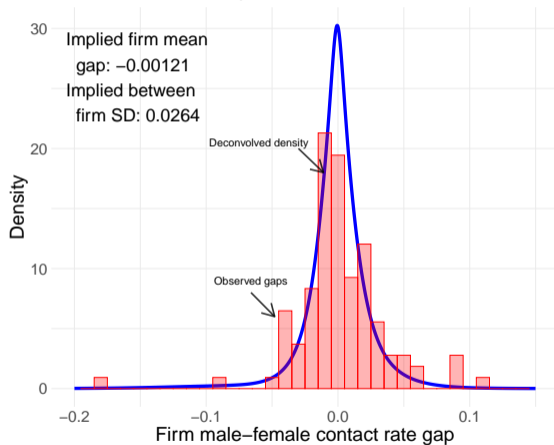 Implied firm mean
gap: −0.00121
Implied between
firm SD: 0.0264
Deconvolved density
Observed gaps
Density
30
20
10
0
−0.2
−0.1
0.0
0.1
Firm male−female contact rate gap